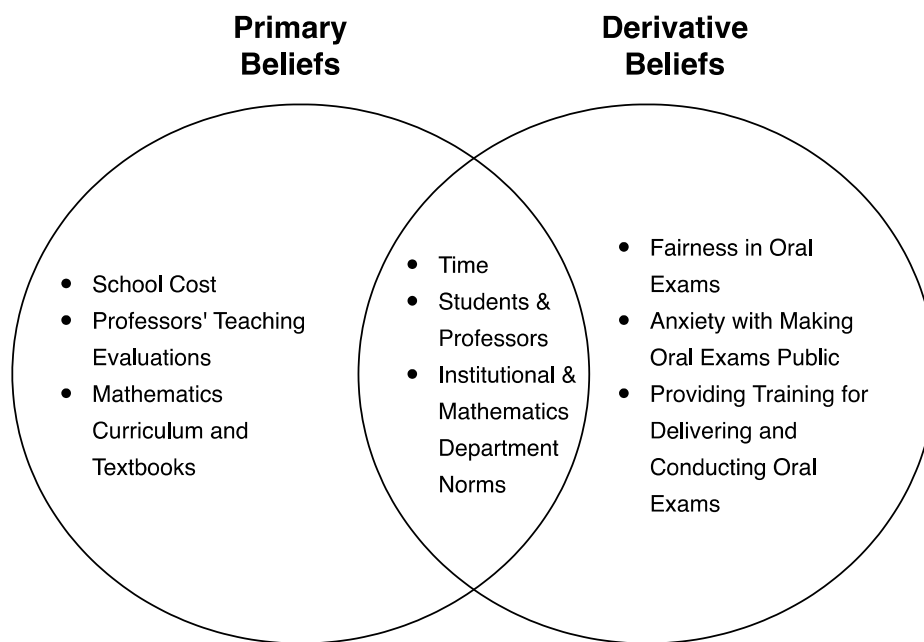 Primary
Beliefs
Derivative
Beliefs
• School Cost
• Professors' Teaching
Evaluations
• Mathematics
Curriculum and
Textbooks
• Time
• Students &
Professors
• Institutional &
Mathematics
Department
Norms
• Fairness in Oral
Exams
• Anxiety with Making
Oral Exams Public
• Providing Training for
Delivering and
Conducting Oral
Exams